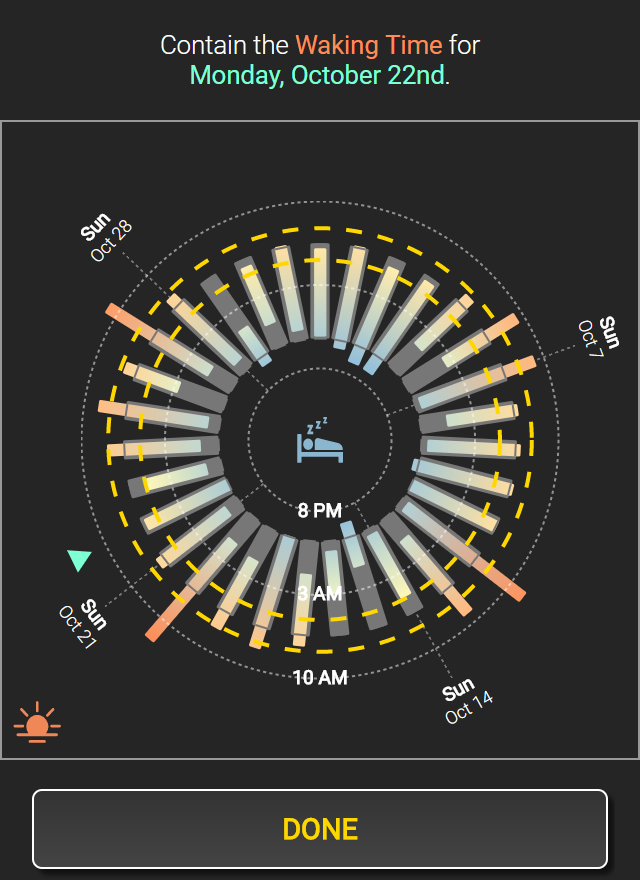 Contain the Waking Time for
Monday, October 22nd.
Sun
Oct 28
Sun
Oct 7
z z z z
8 PM
3 AM
Sun
Oct 21
10 AM
Sun
Oct 14
DONE